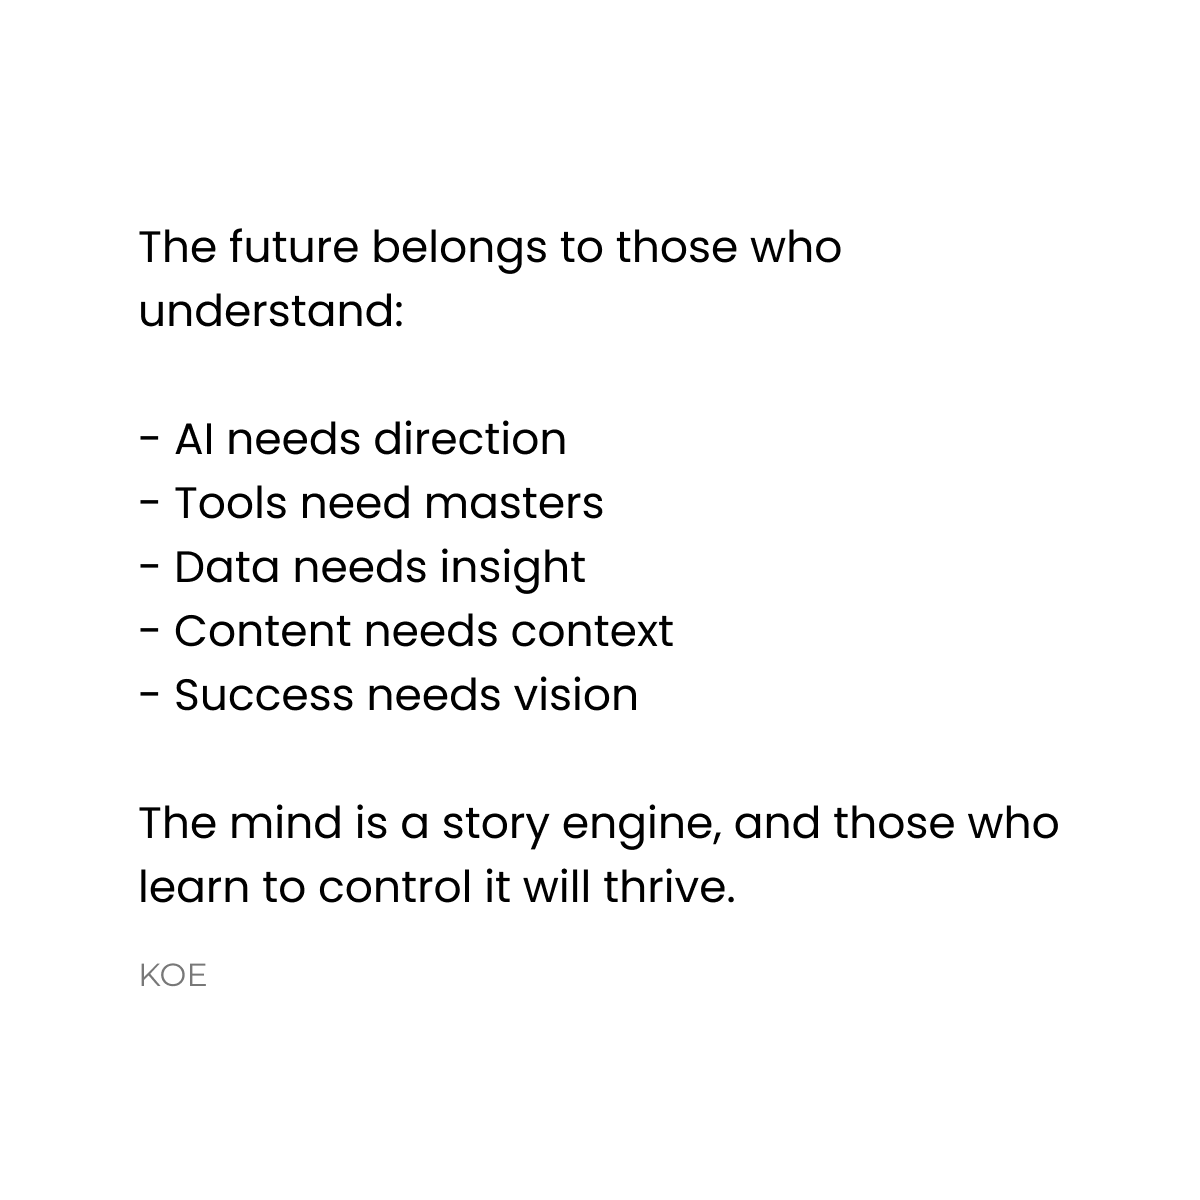 The future belongs to those who
understand:
- AI needs direction
- Tools need masters
- Data needs insight
- Content needs context
- Success needs vision
The mind is a story engine, and those who
learn to control it will thrive.
KOE